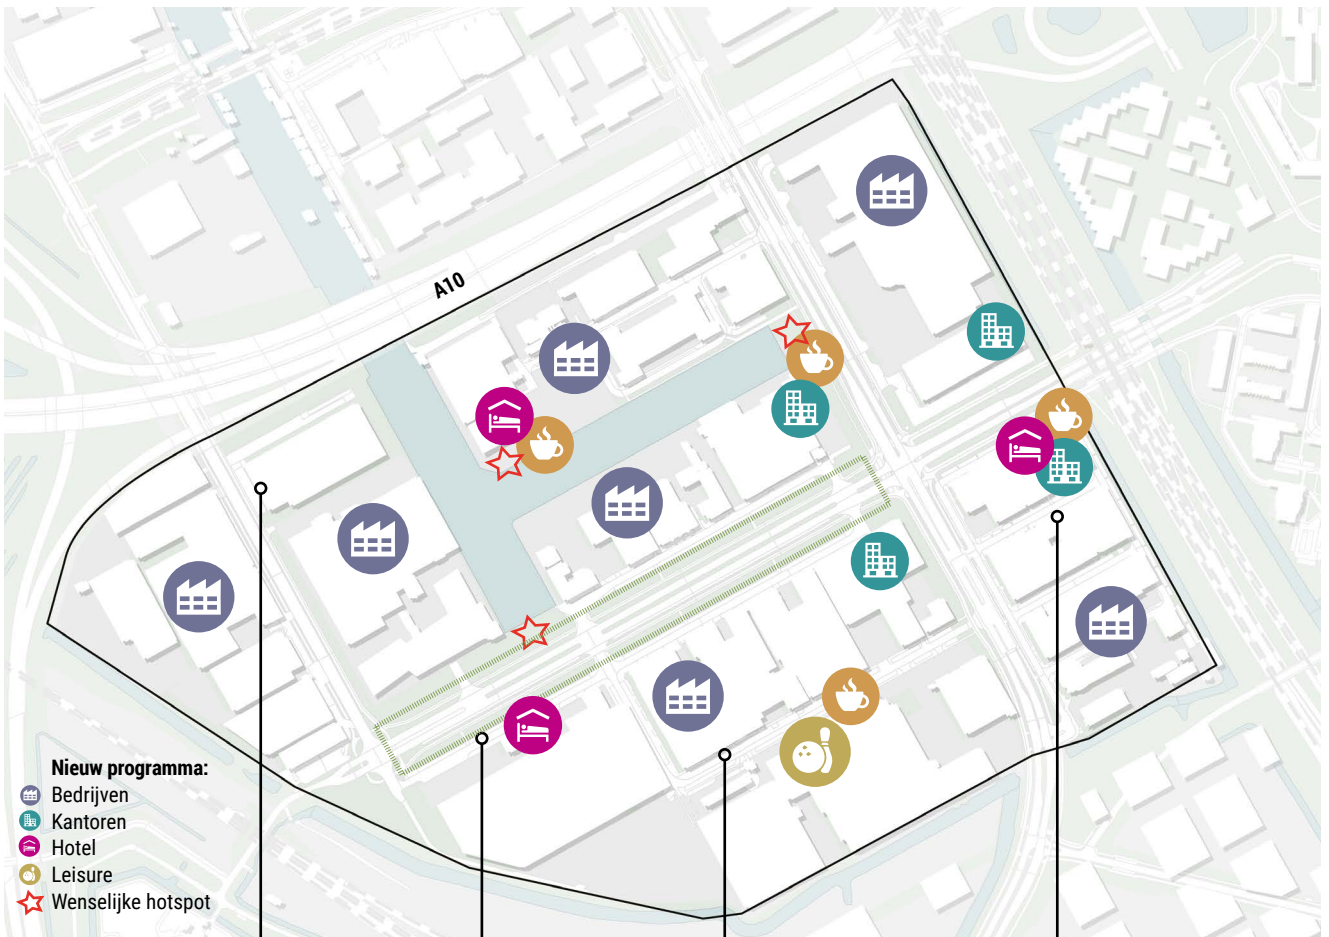 A10
Nieuw programma:
Bedrijven
Kantoren
Hotel
Leisure
Wenselijke hotspot